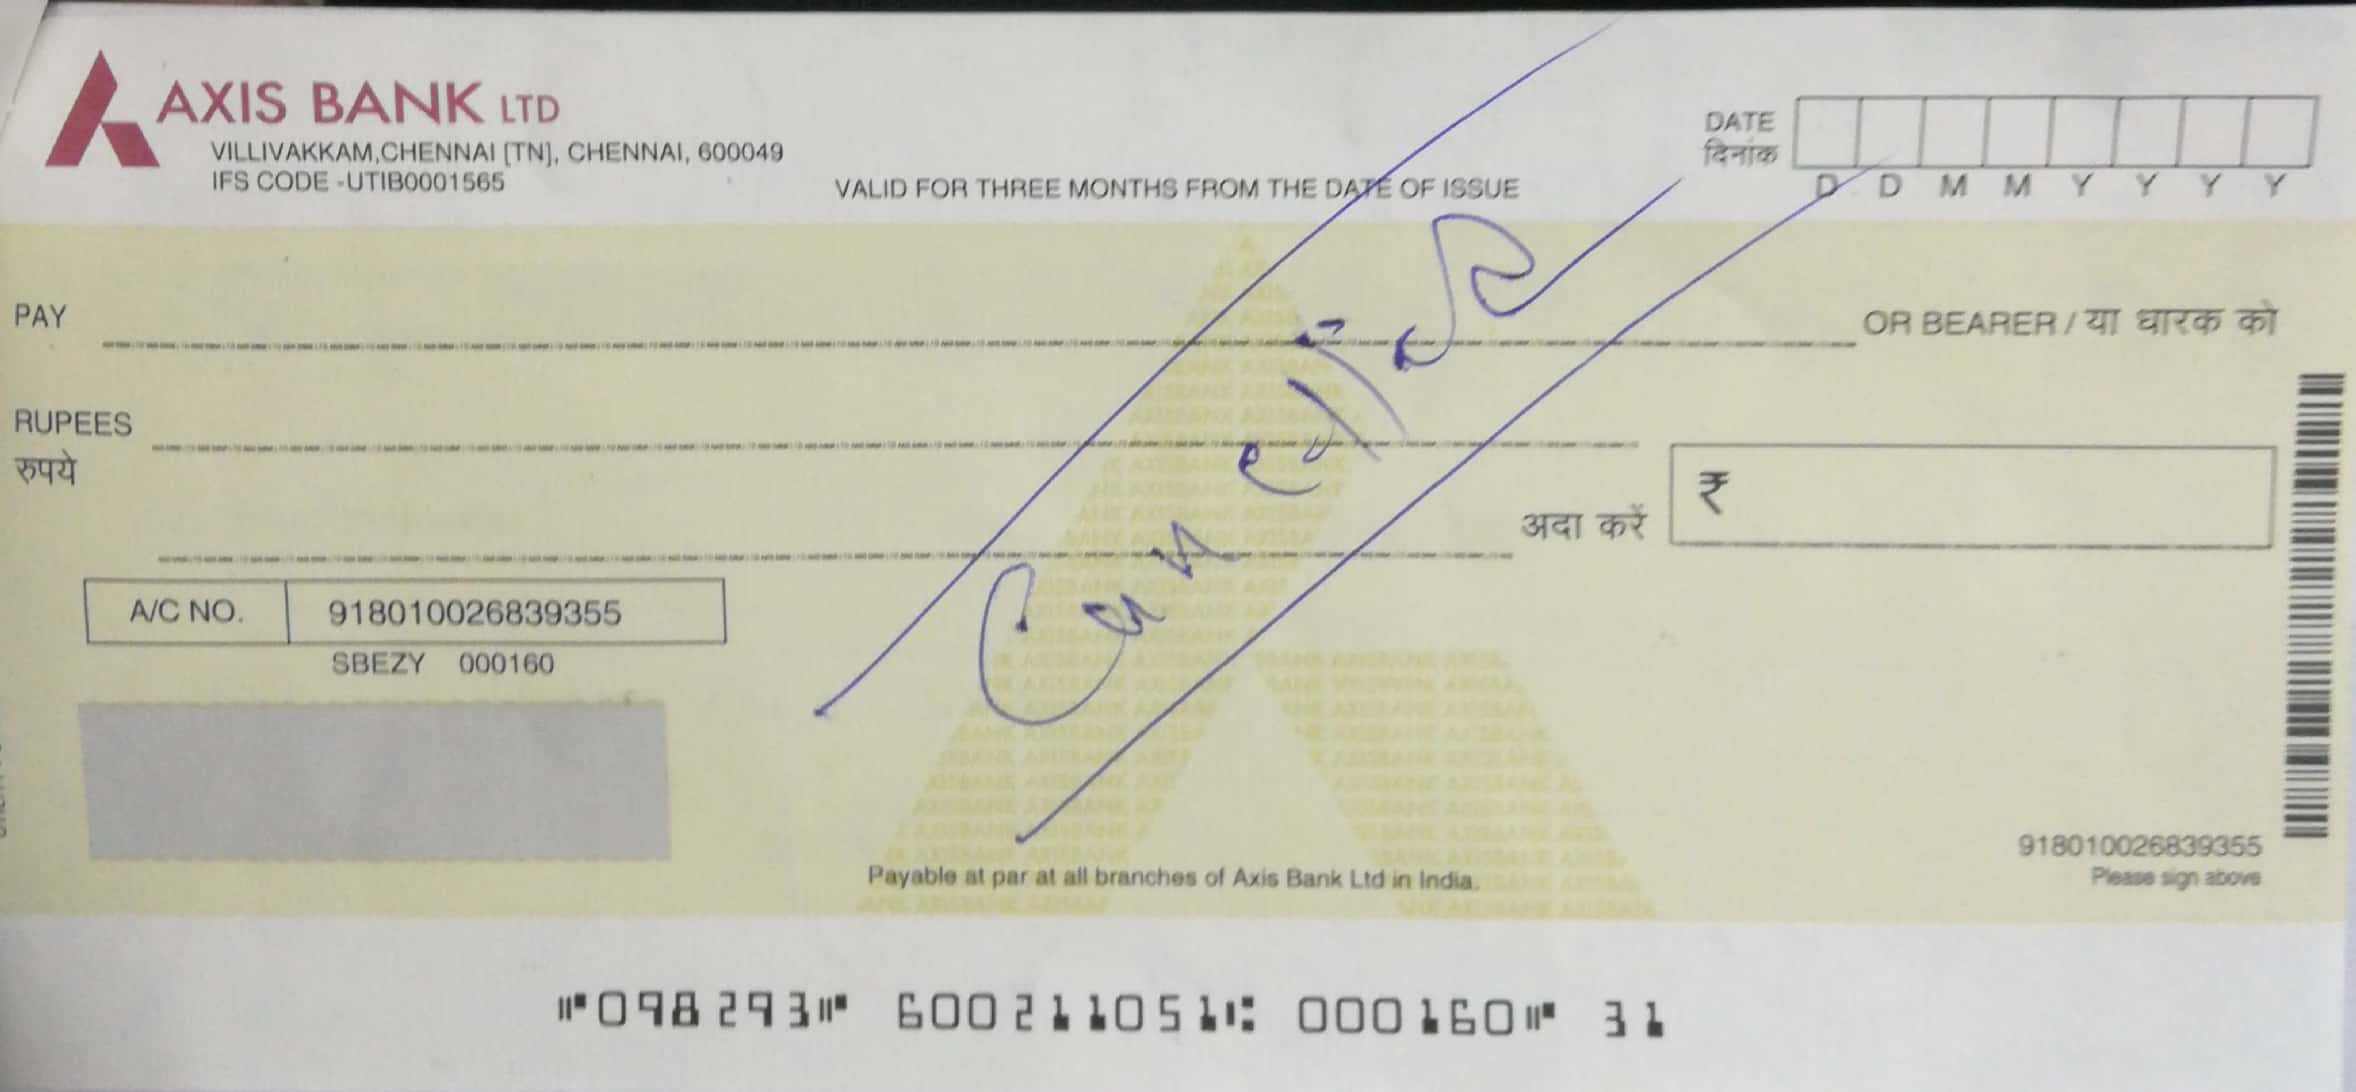 AXIS BANK LTD
VILLIVAKKAM,CHENNAI [TN], CHENNAI, 600049
IFS CODE -UTIB0001565
VALID FOR THREE MONTHS FROM THE DATE OF ISSUE
DATE
दिनांक
D D M M Y Y Y Y
PAY
OR BEARER / या धारक को
RUPEES
रुपये
अदा करें
₹
A/C NO. 918010026839355
SBEZY 000160
918010026839355
Please sign above
Payable at par at all branches of Axis Bank Ltd in India.
⑈098293⑈ 600211051⑆ 000160⑈ 31